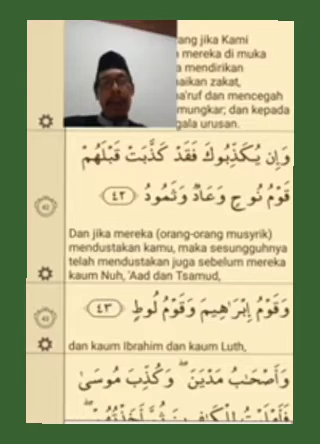 ang jika Kami
mereka di muka
mendirikan
aikan zakat,
a'ruf dan mencegah
mungkar; dan kepada
gala urusan.
وَإِن يُكَذِّبُوكَ فَقَدْ كَذَّبَتْ قَبْلَهُمْ
قَوْمُ نُوحٍ وَعَادٌ وَثَمُودُ ﴿٤٢﴾
42
Dan jika mereka (orang-orang musyrik)
mendustakan kamu, maka sesungguhnya
telah mendustakan juga sebelum mereka
kaum Nuh, 'Aad dan Tsamud,
وَقَوْمُ إِبْرَاهِيمَ وَقَوْمُ لُوطٍ ﴿٤٣﴾
43
dan kaum Ibrahim dan kaum Luth,
وَأَصْحَٰبُ مَدْيَنَ ۖ وَكُذِّبَ مُوسَىٰ